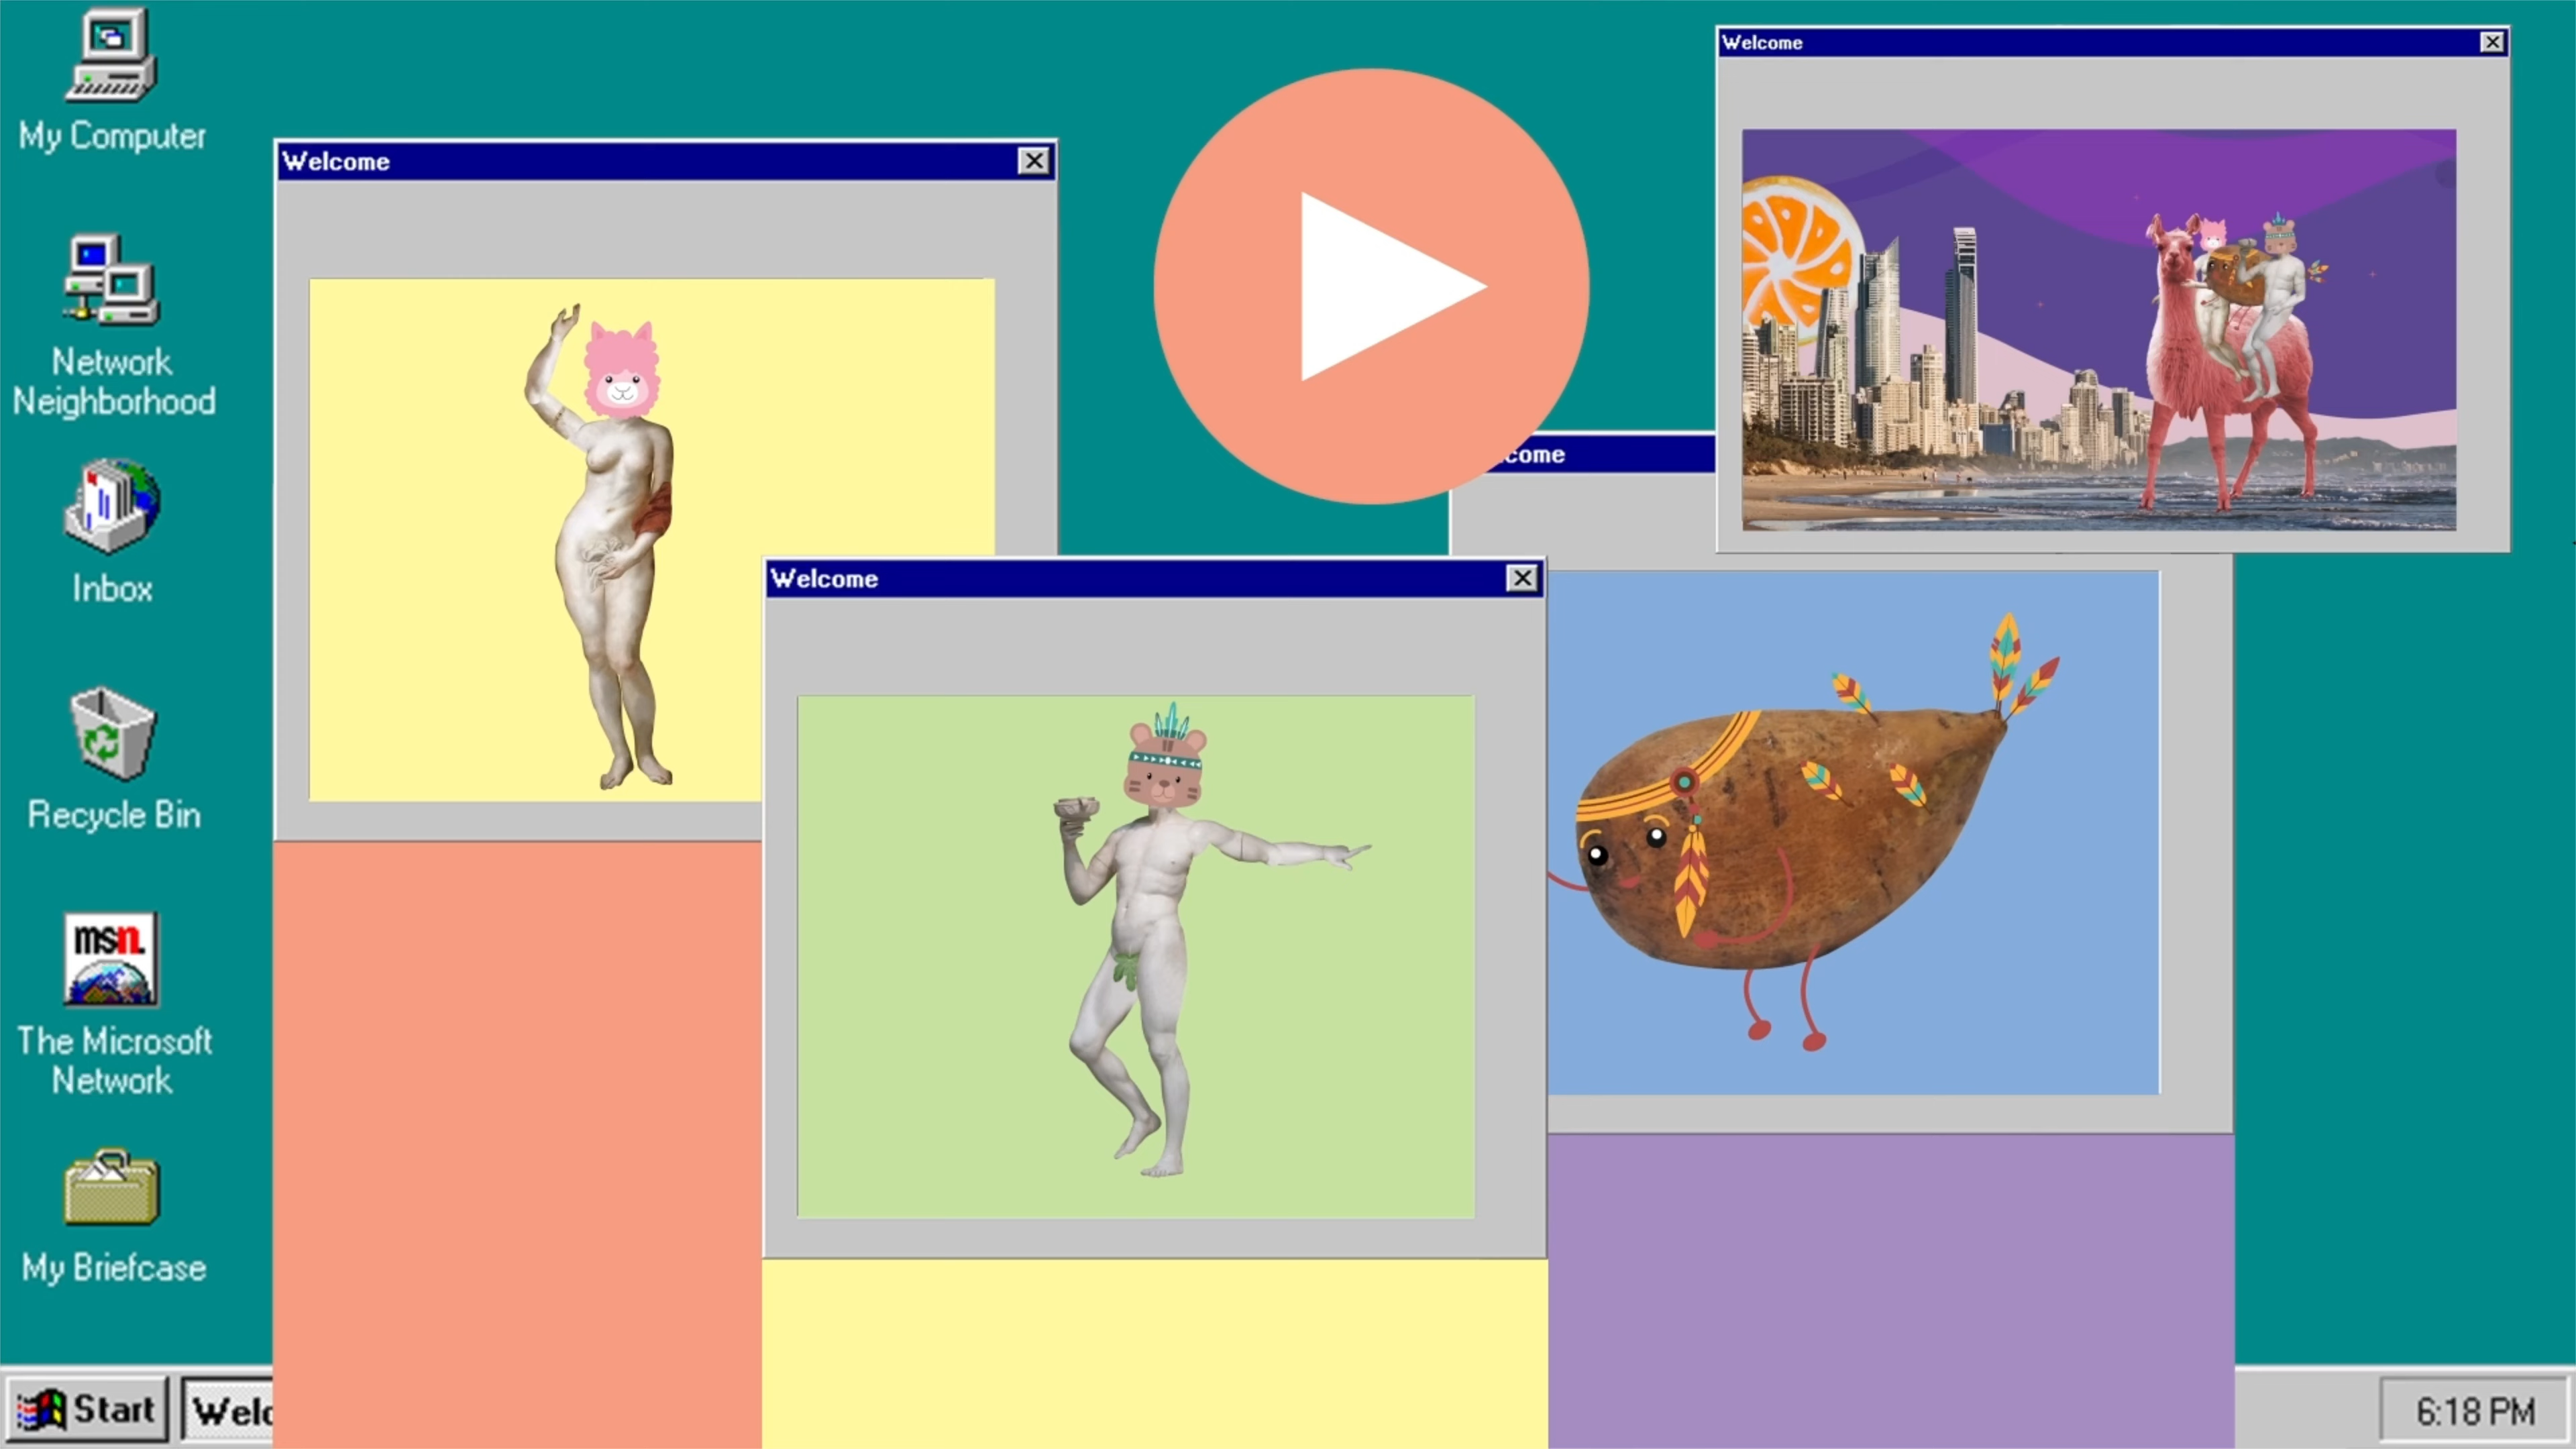 My Computer
Network
Neighborhood
Inbox
Recycle Bin
msn.
The Microsoft
Network
My Briefcase
Welcome
Welcome
come
Welcome
Start
Welc
6:18 PM